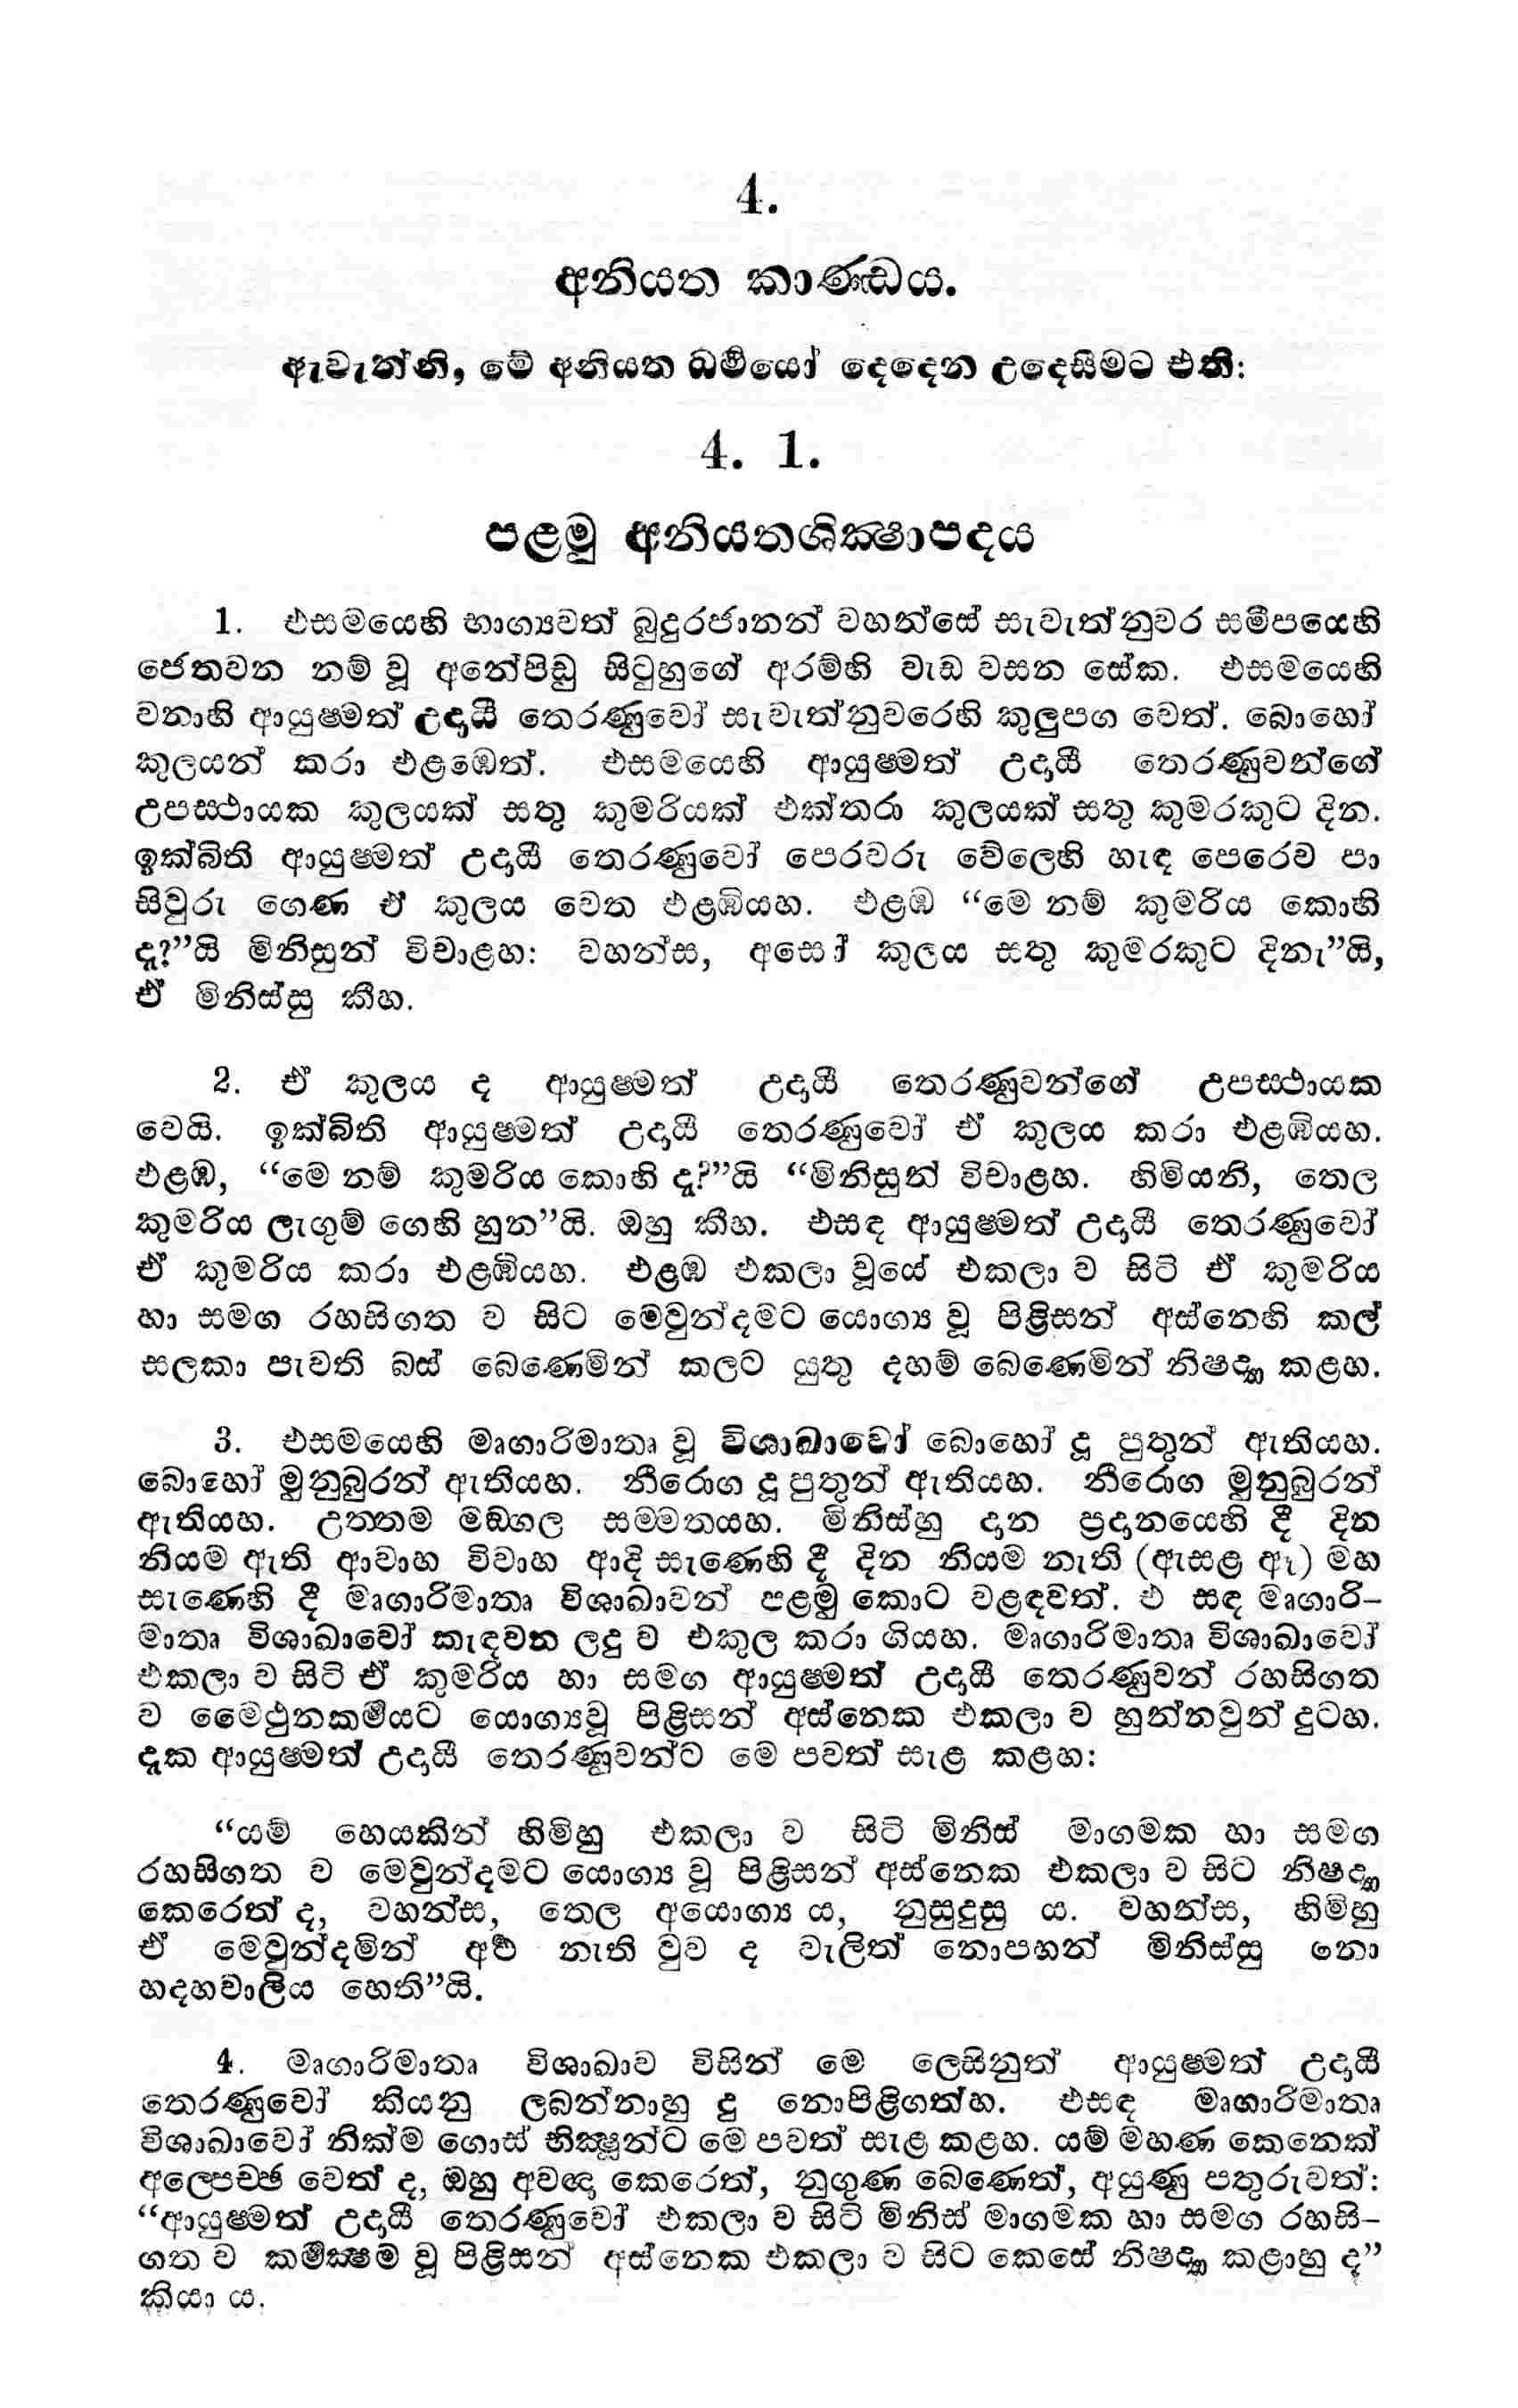 4.
අනියත කාණ්ඩය.
ඇවැත්නි, මේ අනියත ධර්‍මයෝ දෙදෙන උදෙසීමට එති:
4. 1.
පළමු අනියතශික්‍ෂාපදය
1. එසමයෙහි භාග්‍යවත් බුදුරජානන් වහන්සේ සැවැත්නුවර සමීපයෙහි
ජෙතවන නම් වූ අනේපිඬු සිටුහුගේ අරම්හි වැඩ වසන සේක. එසමයෙහි
වනාහි ආයුෂ්මත් උදායී තෙරණුවෝ සැවැත්නුවරෙහි කුලුපග වෙත්. බොහෝ
කුලයන් කරා එළඹෙත්. එසමයෙහි ආයුෂ්මත් උදායී තෙරණුවන්ගේ
උපස්ථායක කුලයක් සතු කුමරියක් එක්තරා කුලයක් සතු කුමරකුට දින.
ඉක්බිති ආයුෂ්මත් උදායී තෙරණුවෝ පෙරවරු වේලෙහි හැඳ පෙරෙව පා
සිවුරු ගෙණ ඒ කුලය වෙත එළඹියහ. එළඹ “මෙ නම් කුමරිය කොහි
දැ?”යි මිනිසුන් විචාළහ: වහන්ස, අසෝ කුලය සතු කුමරකුට දිනැ”යි,
ඒ මිනිස්සු කීහ.
2. ඒ කුලය ද ආයුෂ්මත් උදායී තෙරණුවන්ගේ උපස්ථායක
වෙයි. ඉක්බිති ආයුෂ්මත් උදායී තෙරණුවෝ ඒ කුලය කරා එළඹියහ.
එළඹ, “මෙ නම් කුමරිය කොහි දැ?”යි “මිනිසුන් විචාළහ. හිමියනි, තෙල
කුමරිය ලැගුම් ගෙහි හුන”යි. ඔහු කීහ. එසඳ ආයුෂ්මත් උදායී තෙරණුවෝ
ඒ කුමරිය කරා එළඹියහ. එළඹ එකලා වූයේ එකලා ව සිටි ඒ කුමරිය
හා සමග රහසිගත ව සිට මෙවුන්දමට යොග්‍ය වූ පිළිසන් අස්නෙහි කල්
සලකා පැවති බස් බෙණෙමින් කලට යුතු දහම් බෙණෙමින් නිෂද්‍යා කළහ.
3. එසමයෙහි මෘගාරිමාතෘ වූ විශාඛාවෝ බොහෝ දූ පුතුන් ඇතියහ.
බොහෝ මුනුබුරන් ඇතියහ. නීරොග දූ පුතුන් ඇතියහ. නීරොග මුනුබුරන්
ඇතියහ. උත්තම මඞ්ගල සම්මතයහ. මිනිස්හු දාන ප්‍රදානයෙහි දී දින
නියම ඇති ආවාහ විවාහ ආදි සැණෙහි දී දින නියම නැති (ඇසළ ඈ) මහ
සැණෙහි දී මෘගාරිමාතෘ විශාඛාවන් පළමු කොට වළඳවත්. එ සඳ මෘගාරි-
මාතෘ විශාඛාවෝ කැඳවන ලදු ව එකුල කරා ගියහ. මෘගාරිමාතෘ විශාඛාවෝ
එකලා ව සිටි ඒ කුමරිය හා සමග ආයුෂ්මත් උදායී තෙරණුවන් රහසිගත
ව මෛථුනකර්‍මයට යොග්‍යවූ පිළිසන් අස්නෙක එකලා ව හුන්නවුන් දුටහ.
දැක ආයුෂ්මත් උදායී තෙරණුවන්ට මෙ පවත් සැළ කළහ:
“යම් හෙයකින් හිමිහු එකලා ව සිටි මිනිස් මාගමක හා සමග
රහසිගත ව මෙවුන්දමට යොග්‍ය වූ පිළිසන් අස්නෙක එකලා ව සිට නිෂද්‍යා
කෙරෙත් ද, වහන්ස, තෙල අයොග්‍ය ය, නුසුදුසු ය. වහන්ස, හිමිහු
ඒ මෙවුන්දමින් අර්‍ථ නැති වුව ද වැලිත් නොපහන් මිනිස්සු නො
හදහවාලිය හෙති”යි.
4. මෘගාරිමාතෘ විශාඛාව විසින් මෙ ලෙසිනුත් ආයුෂ්මත් උදායී
තෙරණුවෝ කියනු ලබන්නාහු දු නොපිළිගත්හ. එසඳ මෘගාරිමාතෘ
විශාඛාවෝ නික්ම ගොස් භික්‍ෂූන්ට මෙ පවත් සැළ කළහ. යම් මහණ කෙනෙක්
අල්පෙච්ඡ වෙත් ද, ඔහු අවඥා කෙරෙත්, නුගුණ බෙණෙත්, අයුණු පතුරුවත්:
“ආයුෂ්මත් උදායී තෙරණුවෝ එකලා ව සිටි මිනිස් මාගමක හා සමග රහසි-
ගත ව කර්‍මක්‍ෂම වූ පිළිසන් අස්නෙක එකලා ව සිට කෙසේ නිෂද්‍යා කළාහු ද”
කියා ය.